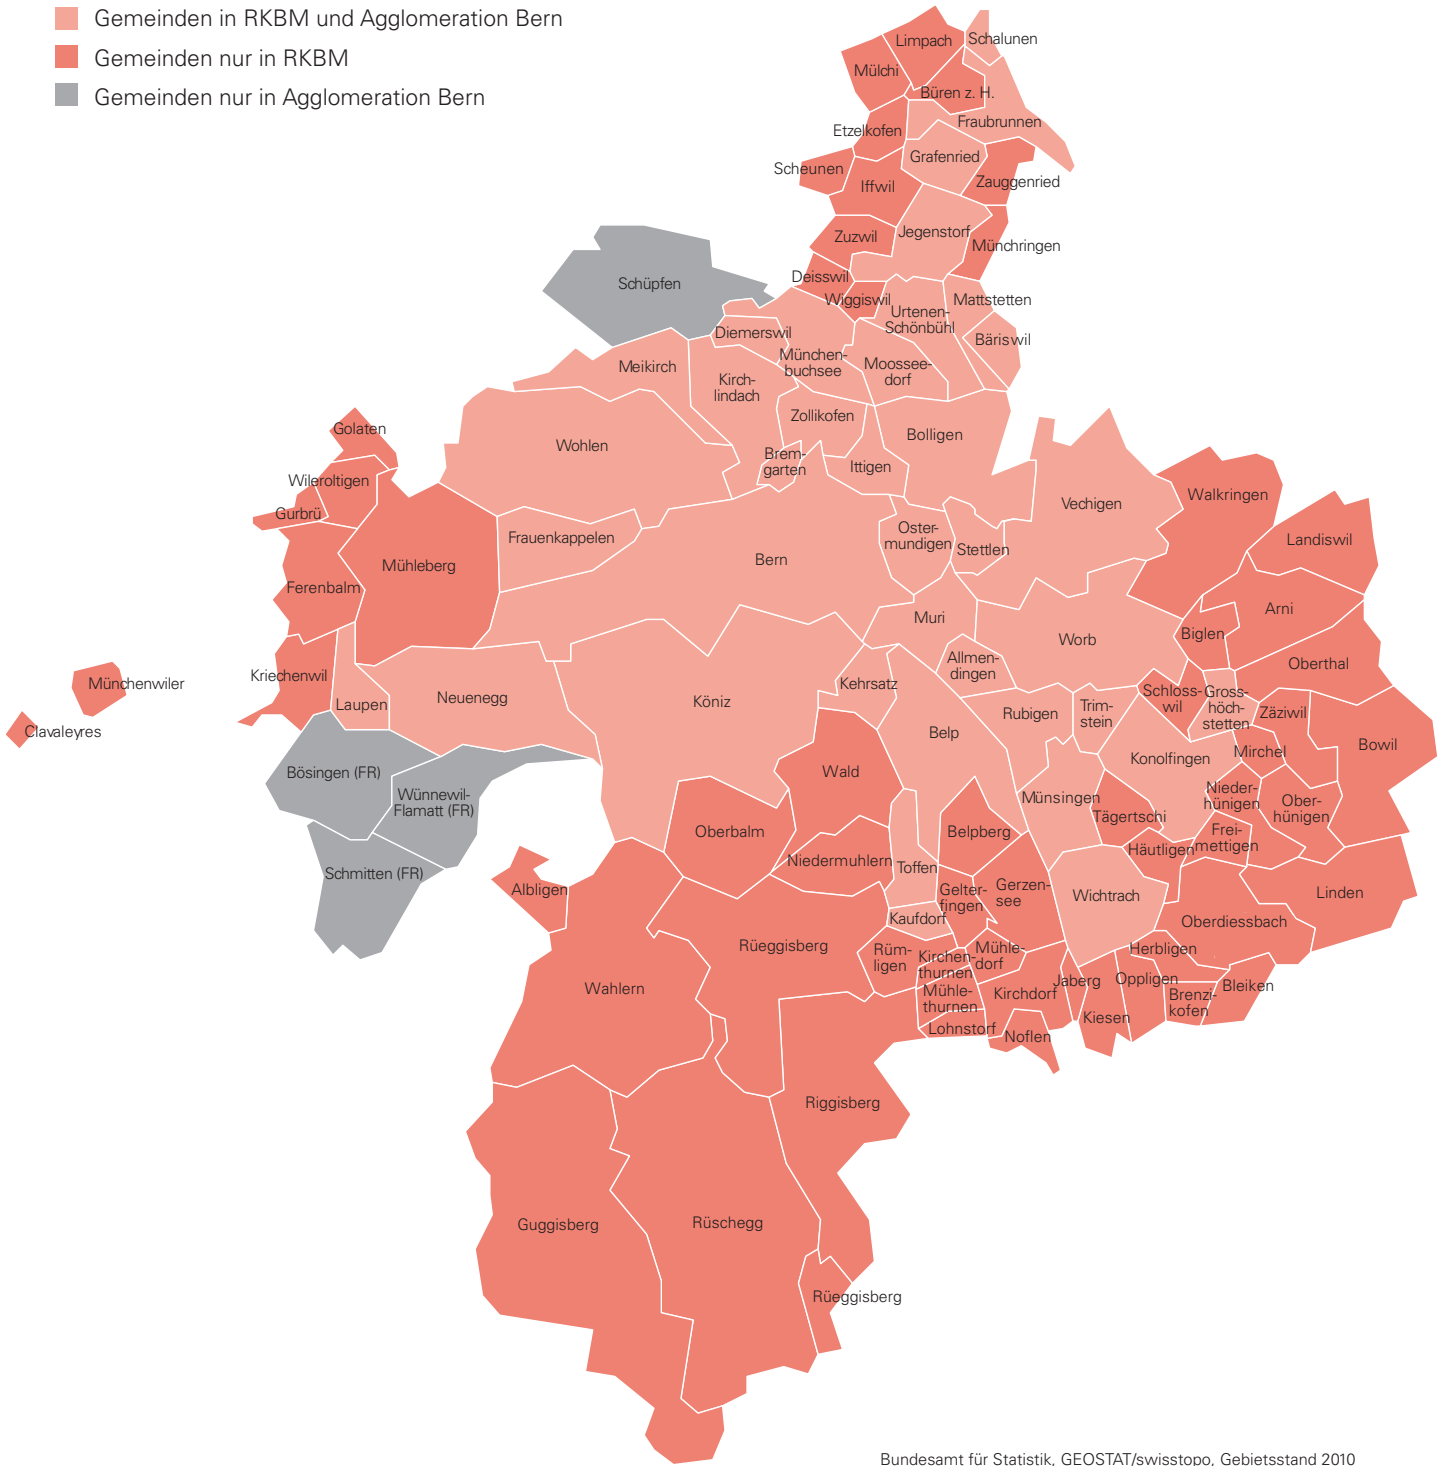 Gemeinden in RKBM und Agglomeration Bern
Gemeinden nur in RKBM
Gemeinden nur in Agglomeration Bern
Limpach
Schalunen
Mülchi
Büren z. H.
Fraubrunnen
Etzelkofen
Grafenried
Scheunen
Iffwil
Zauggenried
Zuzwil
Jegenstorf
Münchringen
Deisswil
Schüpfen
Wiggiswil
Mattstetten
Urtenen-
Schönbühl
Diemerswil
Bäriswil
München-
buchsee
Meikirch
Moossee-
dorf
Kirch-
lindach
Zollikofen
Golaten
Wohlen
Bolligen
Brem-
garten
Ittigen
Wileroltigen
Walkringen
Vechigen
Gurbrü
Frauenkappelen
Oster-
mundigen
Stettlen
Landiswil
Bern
Mühleberg
Ferenbalm
Arni
Muri
Worb
Biglen
Allmen-
dingen
Oberthal
Münchenwiler
Kriechenwil
Kehrsatz
Neuenegg
Laupen
Köniz
Schloss-
wil
Gross-
höch-
stetten
Rubigen
Trim-
stein
Zäziwil
Clavaleyres
Belp
Bowil
Mirchel
Konolfingen
Bösingen (FR)
Wald
Wünnewil-
Flamatt (FR)
Münsingen
Nieder-
hünigen
Ober-
hünigen
Tägertschi
Oberbalm
Belpberg
Frei-
mettigen
Häutligen
Niedermuhlern
Toffen
Schmitten (FR)
Albligen
Gelter-
fingen
Gerzen-
see
Wichtrach
Linden
Kaufdorf
Oberdiessbach
Rüeggisberg
Rüm-
ligen
Kirchen-
thurnen
Mühle-
dorf
Herbligen
Wahlern
Mühle-
thurnen
Kirchdorf
Jaberg
Oppligen
Bleiken
Brenzi-
kofen
Kiesen
Lohnstorf
Noflen
Riggisberg
Guggisberg
Rüschegg
Rüeggisberg
Bundesamt für Statistik, GEOSTAT/swisstopo, Gebietsstand 2010